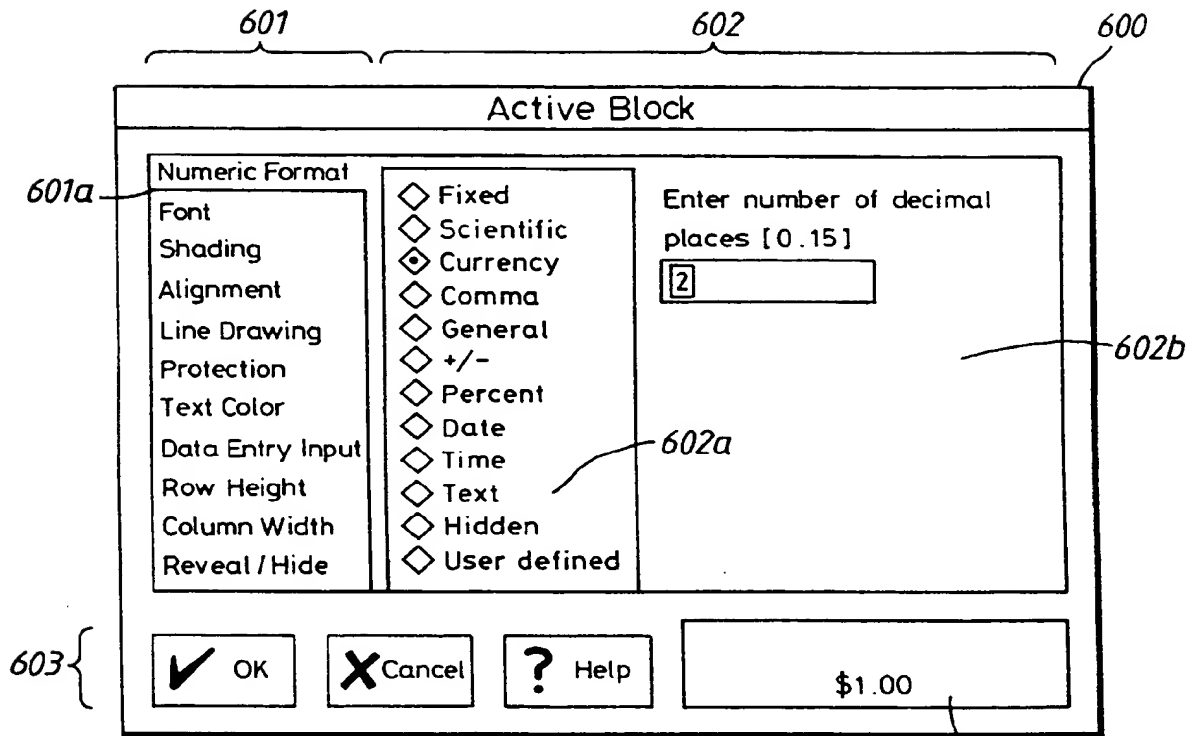 601 602 600
Active Block
Numeric Format
601a
Font
Shading
Alignment
Line Drawing
Protection
Text Color
Data Entry Input
Row Height
Column Width
Reveal / Hide
Fixed
Scientific
Currency
Comma
General
+/-
Percent
Date
Time
Text
Hidden
User defined
602a
Enter number of decimal
places [0.15]
2
602b
603
OK
Cancel
? Help
$1.00